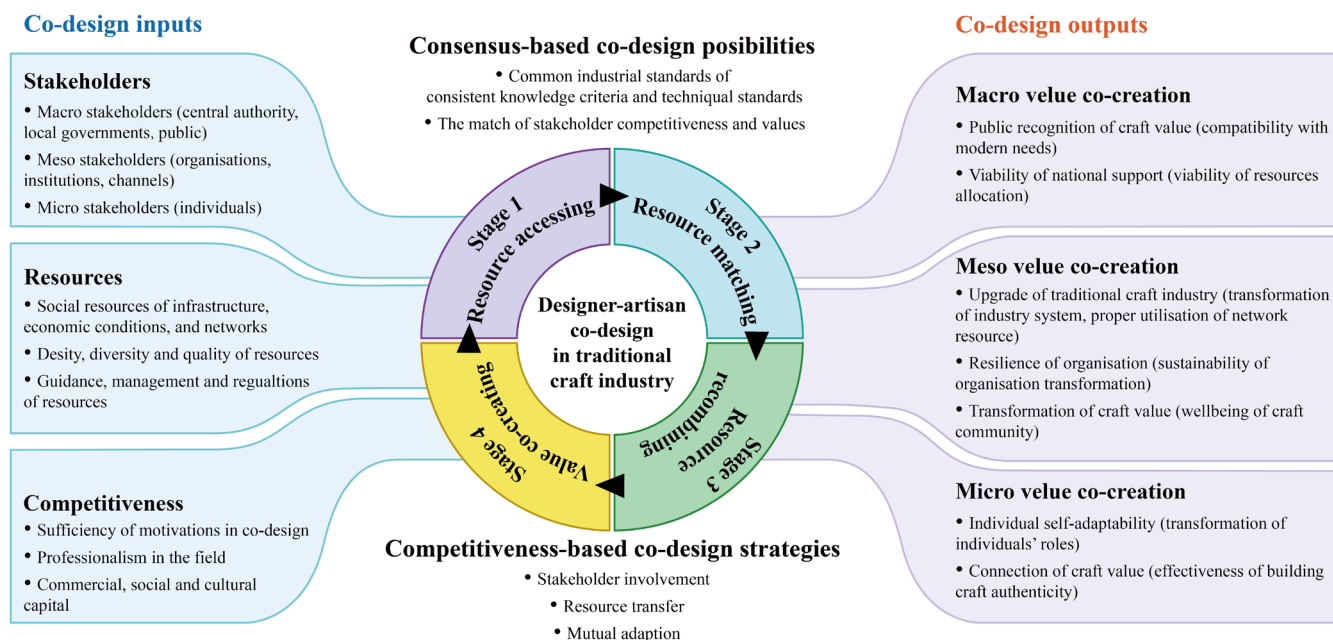 Co-design inputs
Stakeholders
• Macro stakeholders (central authority,
local governments, public)
• Meso stakeholders (organisations,
institutions, channels)
• Micro stakeholders (individuals)
Resources
• Social resources of infrastructure,
economic conditions, and networks
• Desity, diversity and quality of resources
• Guidance, management and regualtions
of resources
Competitiveness
• Sufficiency of motivations in co-design
• Professionalism in the field
• Commercial, social and cultural
capital
Consensus-based co-design posibilities
• Common industrial standards of
consistent knowledge criteria and techniqual standards
• The match of stakeholder competitiveness and values
Stage 1
Resource accessing
Stage 2
Resource matching
Stage 3
Resource
recombining
Stage 4
Value co-creating
Designer-artisan
co-design
in traditional
craft industry
Competitiveness-based co-design strategies
• Stakeholder involvement
• Resource transfer
• Mutual adaption
Co-design outputs
Macro velue co-creation
• Public recognition of craft value (compatibility with
modern needs)
• Viability of national support (viability of resources
allocation)
Meso velue co-creation
• Upgrade of traditional craft industry (transformation
of industry system, proper utilisation of network
resource)
• Resilience of organisation (sustainability of
organisation transformation)
• Transformation of craft value (wellbeing of craft
community)
Micro velue co-creation
• Individual self-adaptability (transformation of
individuals’ roles)
• Connection of craft value (effectiveness of building
craft authenticity)